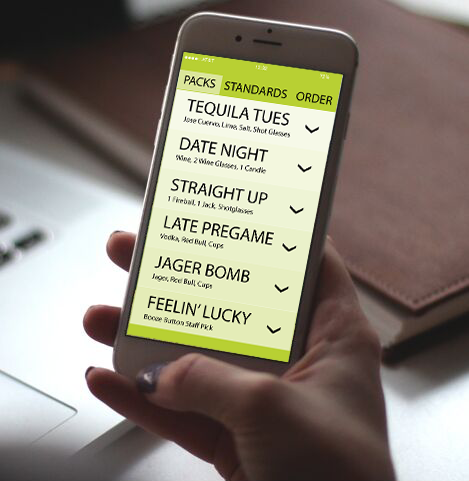 AT&T 12:30 75%
PACKS STANDARDS ORDER
TEQUILA TUES
Jose Cuervo, Lime, Salt, Shot Glasses
DATE NIGHT
Wine, 2 Wine Glasses, 1 Candle
STRAIGHT UP
1 Fireball, 1 Jack, Shotglasses
LATE PREGAME
Vodka, Red Bull, Cups
JAGER BOMB
Jager, Red Bull, Cups
FEELIN' LUCKY
Booze Button Staff Pick